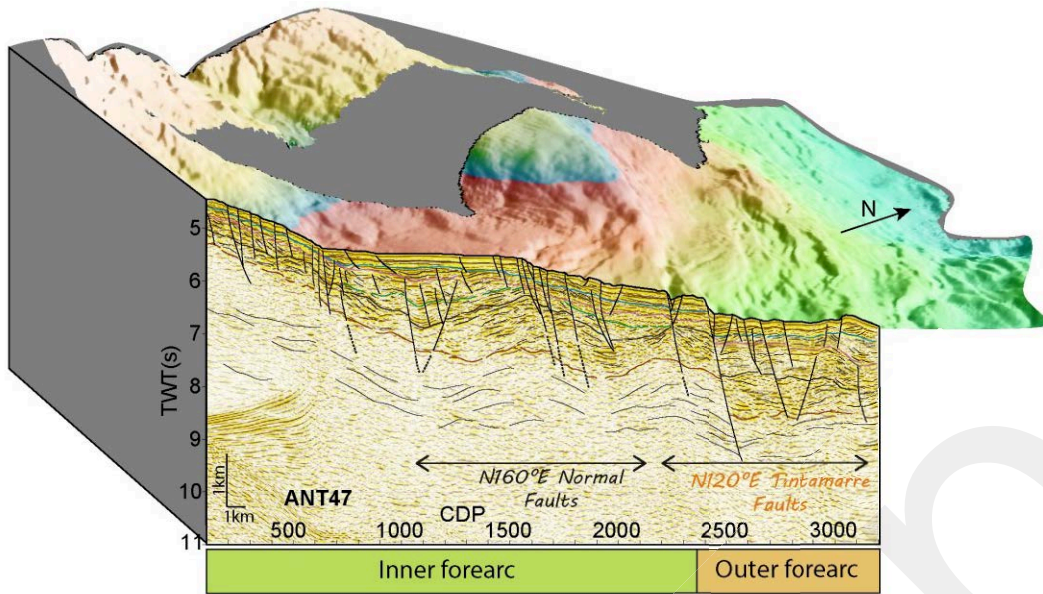 N
5
6
7
8
9
10
11
TWT(s)
1km
1km
ANT47
N160°E Normal
Faults
N120°E Tintamarre
Faults
CDP
500 1000 1500 2000 2500 3000
Inner forearc Outer forearc